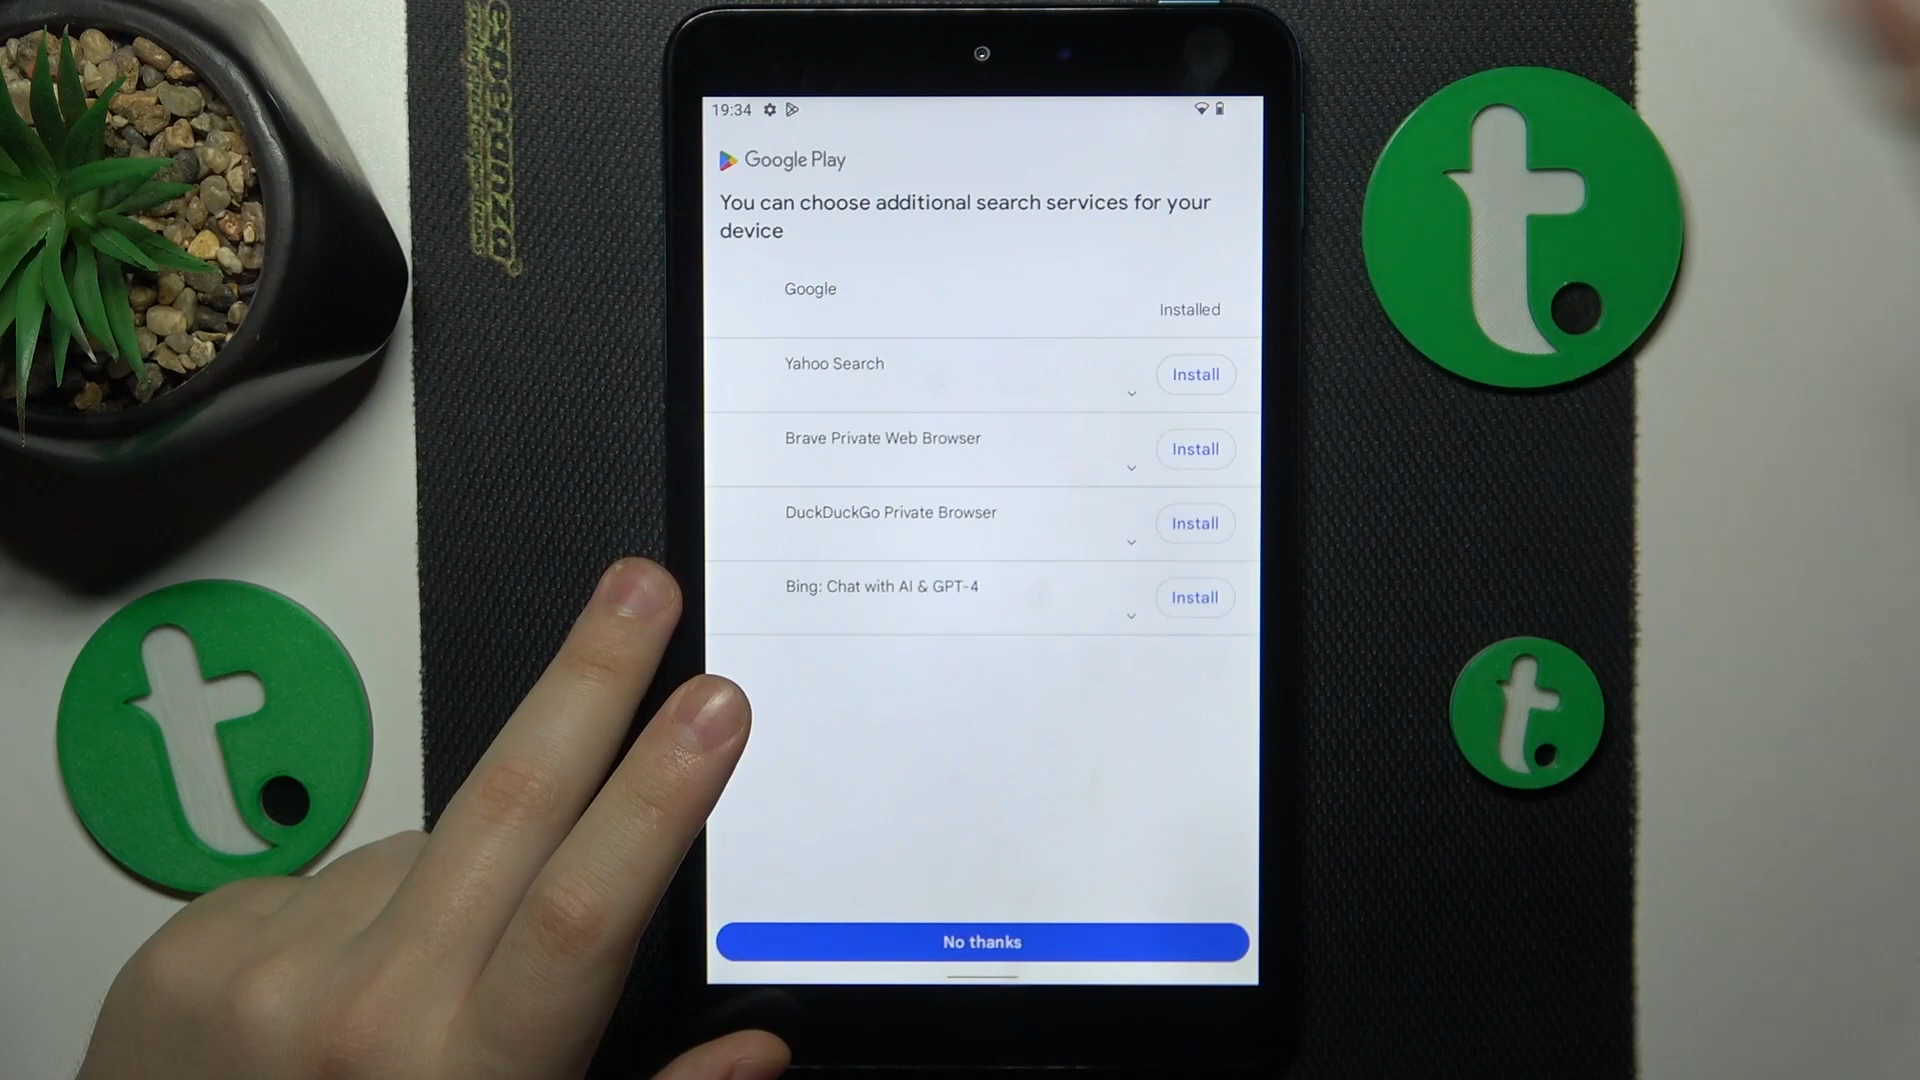 esperanzo
19:34
Google Play
You can choose additional search services for your
device
Google
Installed
Yahoo Search
Install
Brave Private Web Browser
Install
DuckDuckGo Private Browser
Install
Bing: Chat with AI & GPT-4
Install
No thanks
t.
t.
t.